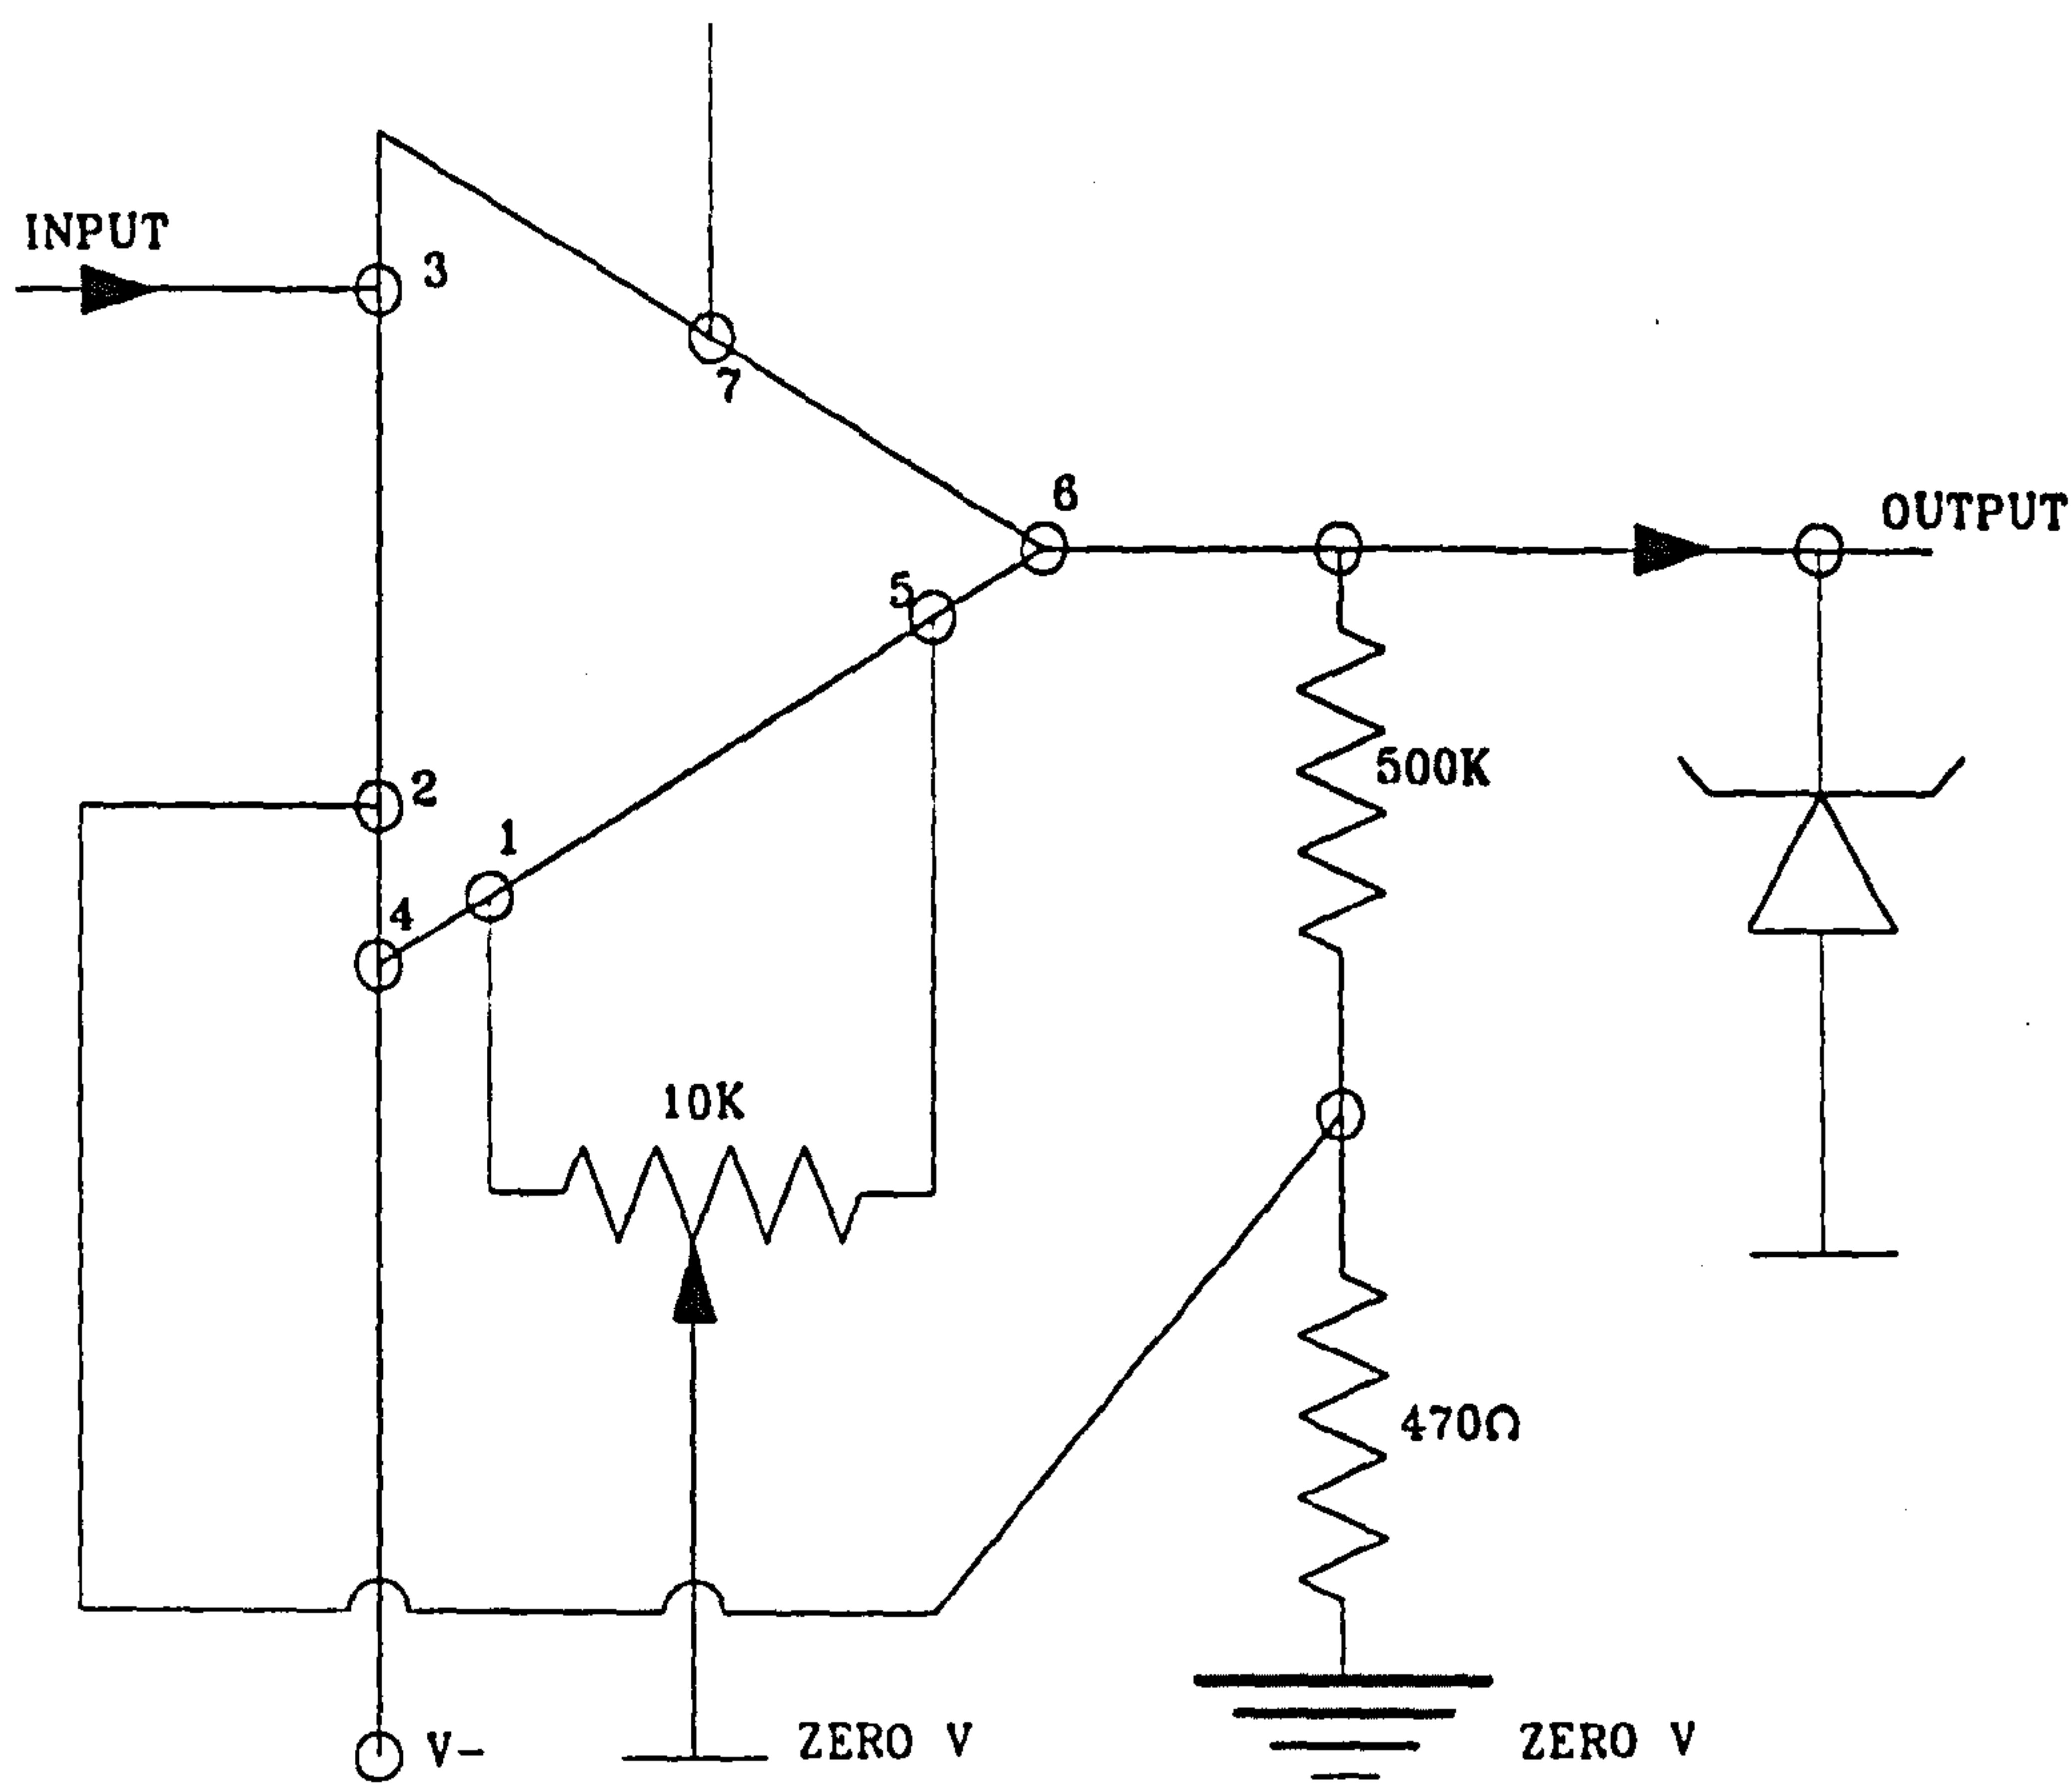 INPUT
3
7
6
OUTPUT
5
500K
2
1
4
10K
470Ω
V-
ZERO V
ZERO V